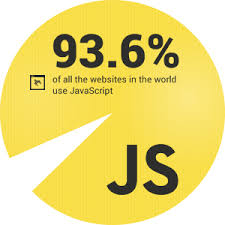 93.6%
of all the websites in the world
use JavaScript
JS